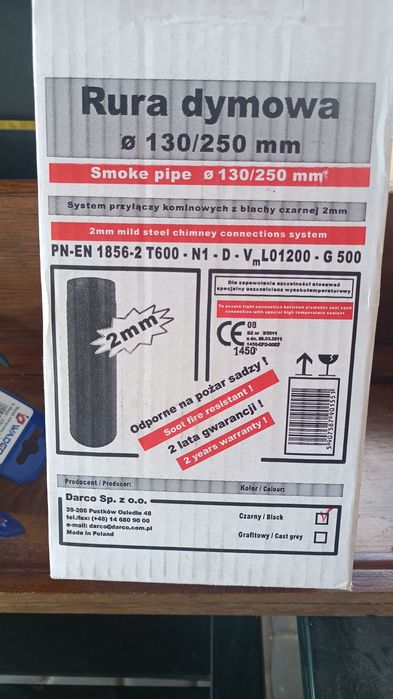 Rura dymowa
ø 130/250 mm
Smoke pipe ø 130/250 mm
System przyłączy kominowych z blachy czarnej 2mm
2mm mild steel chimney connections system
PN-EN 1856-2 T600 - N1 - D - VmL01200 - G 500
2mm
Dla zapewnienia szczelności stosować
specjalny uszczelniacz wysokotemperaturowy
To ensure tight connection between elements seal each
connection with special high temperature sealant
CE 08
1450
Odporne na pożar sadzy !
Soot fire resistant !
2 lata gwarancji !
2 years warranty !
Producent / Producer:
Kolor / Colour:
Darco Sp. z o.o.
39-206 Pustków Osiedle 48
tel./fax: (+48) 14 680 90 00
e-mail: darco@darco.com.pl
Made in Poland
Czarny / Black
Grafitowy / Cast grey